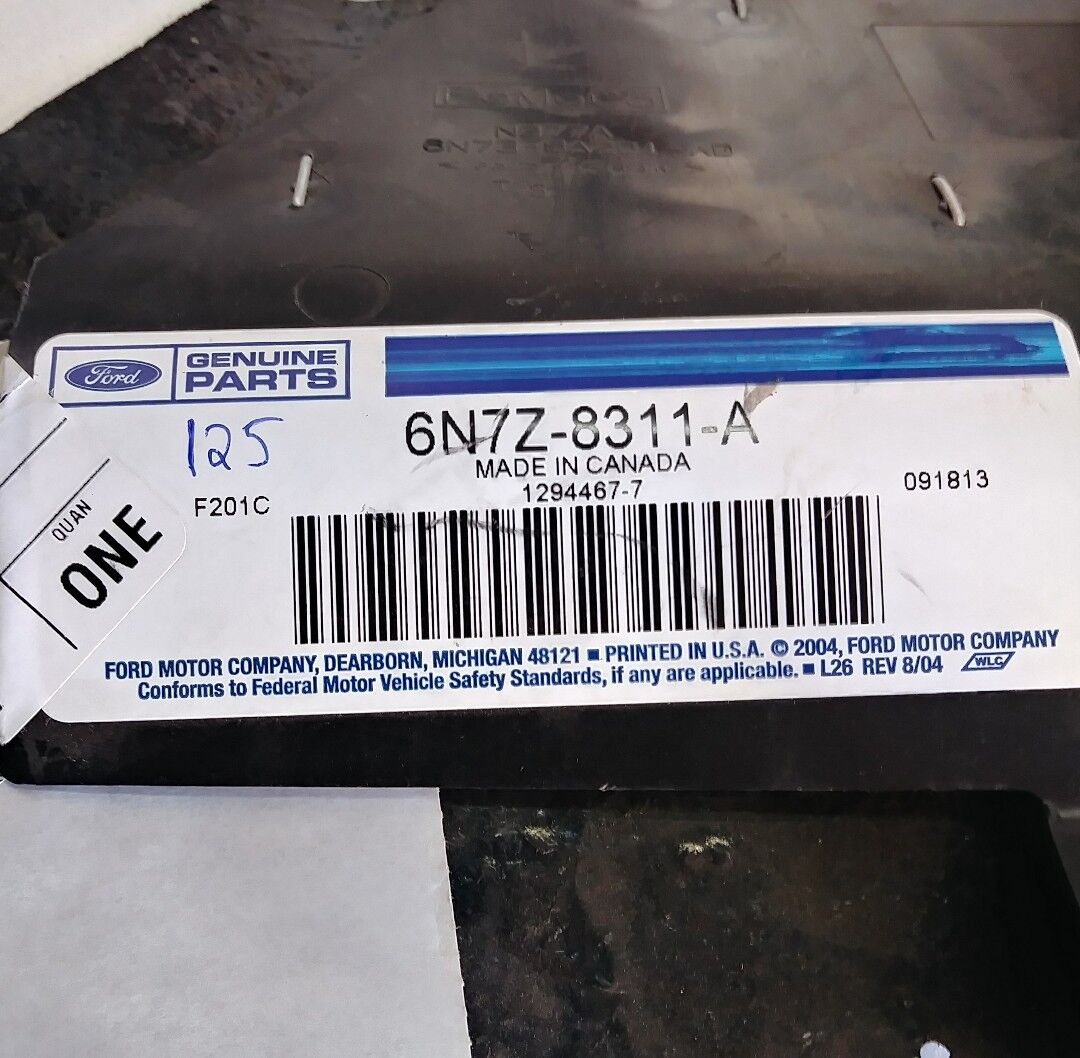 Ford
GENUINE
PARTS
125
6N7Z-8311-A
MADE IN CANADA
1294467-7
F201C
091813
QUAN
ONE
FORD MOTOR COMPANY, DEARBORN, MICHIGAN 48121 ■ PRINTED IN U.S.A. © 2004, FORD MOTOR COMPANY
Conforms to Federal Motor Vehicle Safety Standards, if any are applicable. ■ L26 REV 8/04 WLC